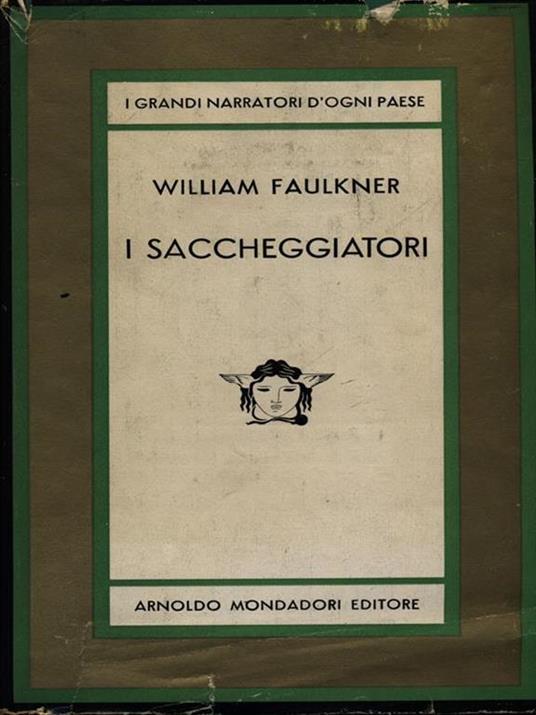 I GRANDI NARRATORI D'OGNI PAESE
WILLIAM FAULKNER
I SACCHEGGIATORI
ARNOLDO MONDADORI EDITORE